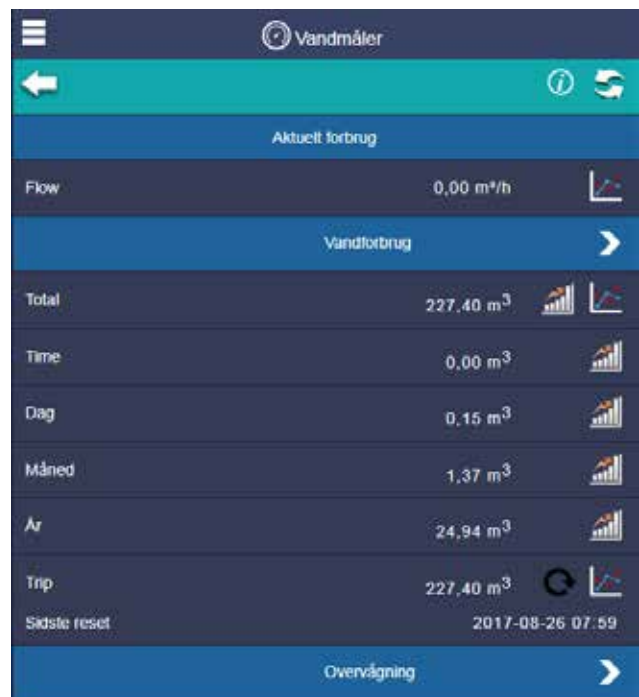 Vandmåler
Aktuelt forbrug
Flow 0,00 m³/h
Vandforbrug
Total 227,40 m³
Time 0,00 m³
Dag 0,15 m³
Måned 1,37 m³
År 24,94 m³
Trip 227,40 m³
Sidste reset 2017-08-26 07:59
Overvågning